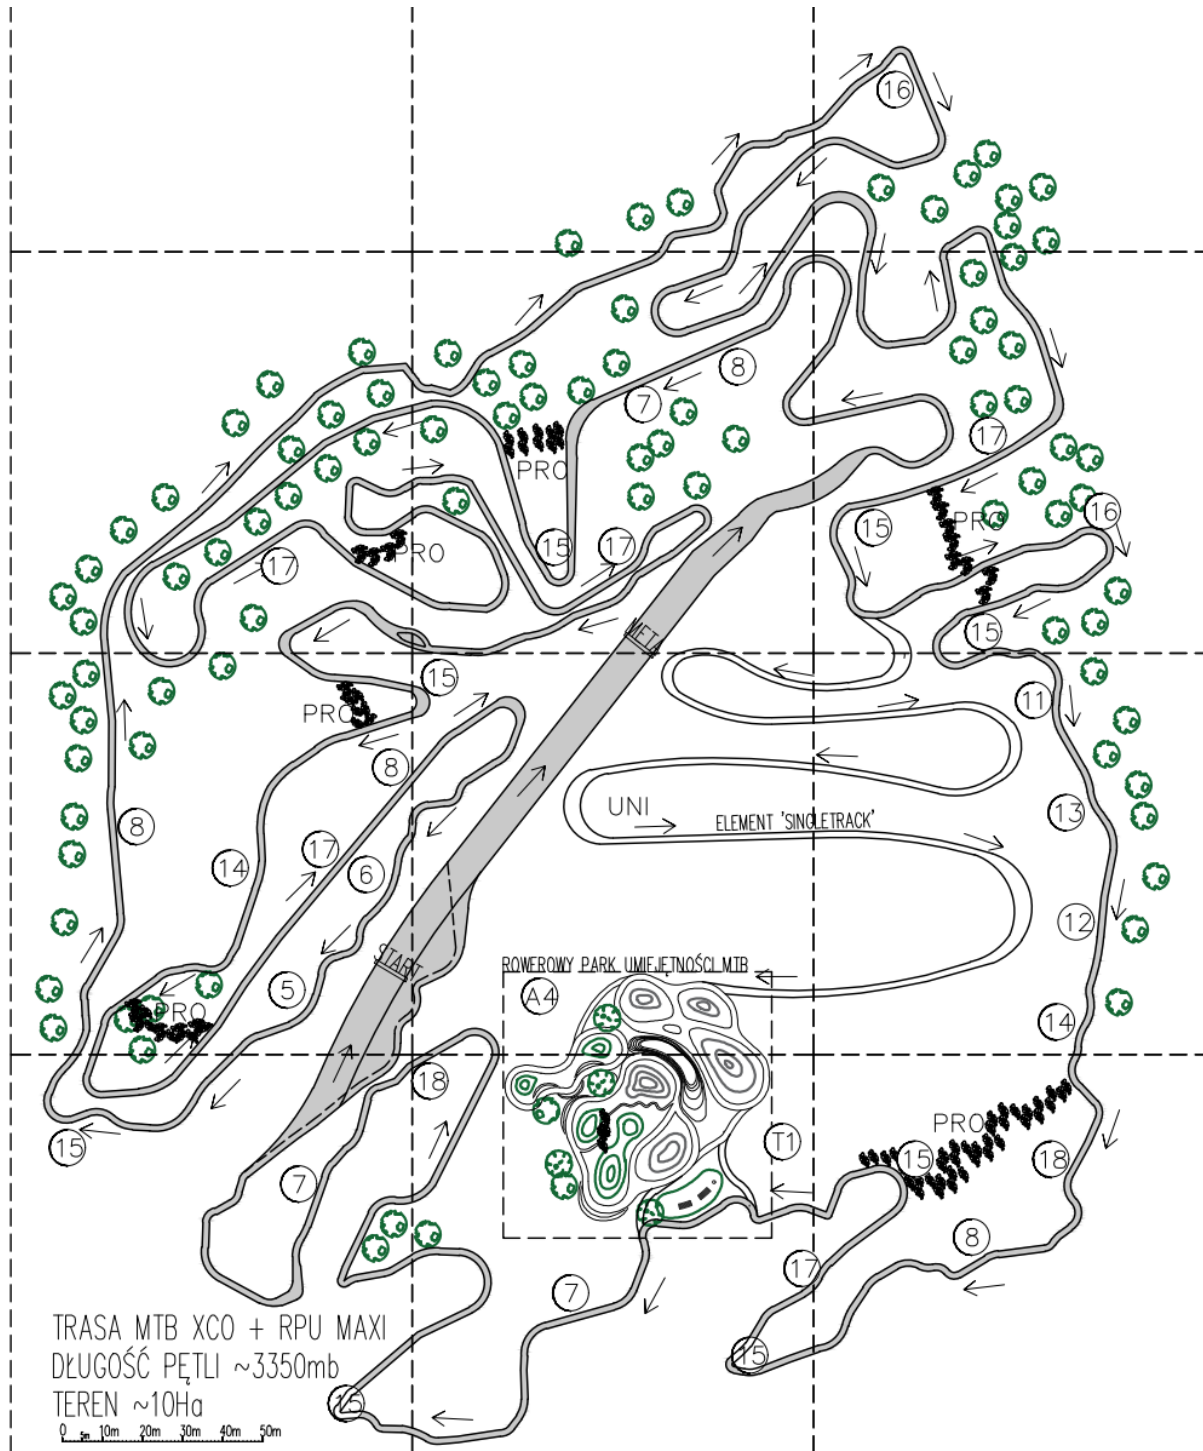 16
8
7
17
PRO
15
PRO
16
15
17
PRO
17
15
META
15
15
11
PRO
8
UNI
13
ELEMENT 'SINGLETRACK'
8
17
14
6
12
START
ROWEROWY PARK UMIEJĘTNOŚCI MTB
A4
5
PRO
14
18
PRO
15
T1
15
18
7
8
17
7
15
15
TRASA MTB XCO + RPU MAXI
DŁUGOŚĆ PĘTLI ~3350mb
TEREN ~10Ha
0 5m 10m 20m 30m 40m 50m